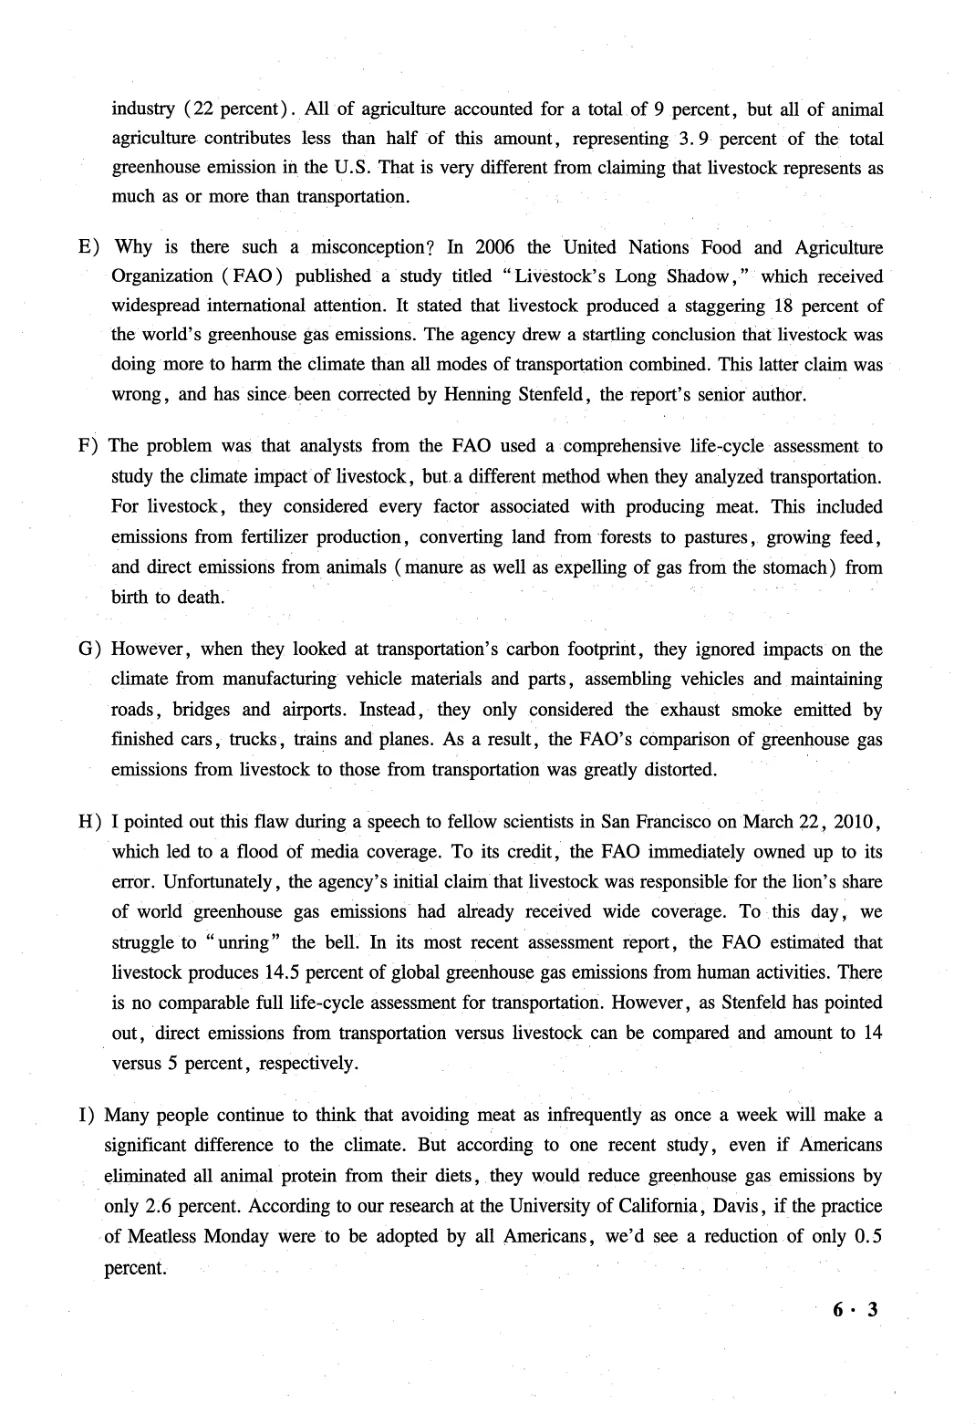 industry (22 percent). All of agriculture accounted for a total of 9 percent, but all of animal
agriculture contributes less than half of this amount, representing 3.9 percent of the total
greenhouse emission in the U.S. That is very different from claiming that livestock represents as
much as or more than transportation.
E) Why is there such a misconception? In 2006 the United Nations Food and Agriculture
Organization (FAO) published a study titled “Livestock’s Long Shadow,” which received
widespread international attention. It stated that livestock produced a staggering 18 percent of
the world’s greenhouse gas emissions. The agency drew a startling conclusion that livestock was
doing more to harm the climate than all modes of transportation combined. This latter claim was
wrong, and has since been corrected by Henning Stenfeld, the report’s senior author.
F) The problem was that analysts from the FAO used a comprehensive life-cycle assessment to
study the climate impact of livestock, but a different method when they analyzed transportation.
For livestock, they considered every factor associated with producing meat. This included
emissions from fertilizer production, converting land from forests to pastures, growing feed,
and direct emissions from animals (manure as well as expelling of gas from the stomach) from
birth to death.
G) However, when they looked at transportation’s carbon footprint, they ignored impacts on the
climate from manufacturing vehicle materials and parts, assembling vehicles and maintaining
roads, bridges and airports. Instead, they only considered the exhaust smoke emitted by
finished cars, trucks, trains and planes. As a result, the FAO’s comparison of greenhouse gas
emissions from livestock to those from transportation was greatly distorted.
H) I pointed out this flaw during a speech to fellow scientists in San Francisco on March 22, 2010,
which led to a flood of media coverage. To its credit, the FAO immediately owned up to its
error. Unfortunately, the agency’s initial claim that livestock was responsible for the lion’s share
of world greenhouse gas emissions had already received wide coverage. To this day, we
struggle to “unring” the bell. In its most recent assessment report, the FAO estimated that
livestock produces 14.5 percent of global greenhouse gas emissions from human activities. There
is no comparable full life-cycle assessment for transportation. However, as Stenfeld has pointed
out, direct emissions from transportation versus livestock can be compared and amount to 14
versus 5 percent, respectively.
I) Many people continue to think that avoiding meat as infrequently as once a week will make a
significant difference to the climate. But according to one recent study, even if Americans
eliminated all animal protein from their diets, they would reduce greenhouse gas emissions by
only 2.6 percent. According to our research at the University of California, Davis, if the practice
of Meatless Monday were to be adopted by all Americans, we’d see a reduction of only 0.5
percent.
6·3